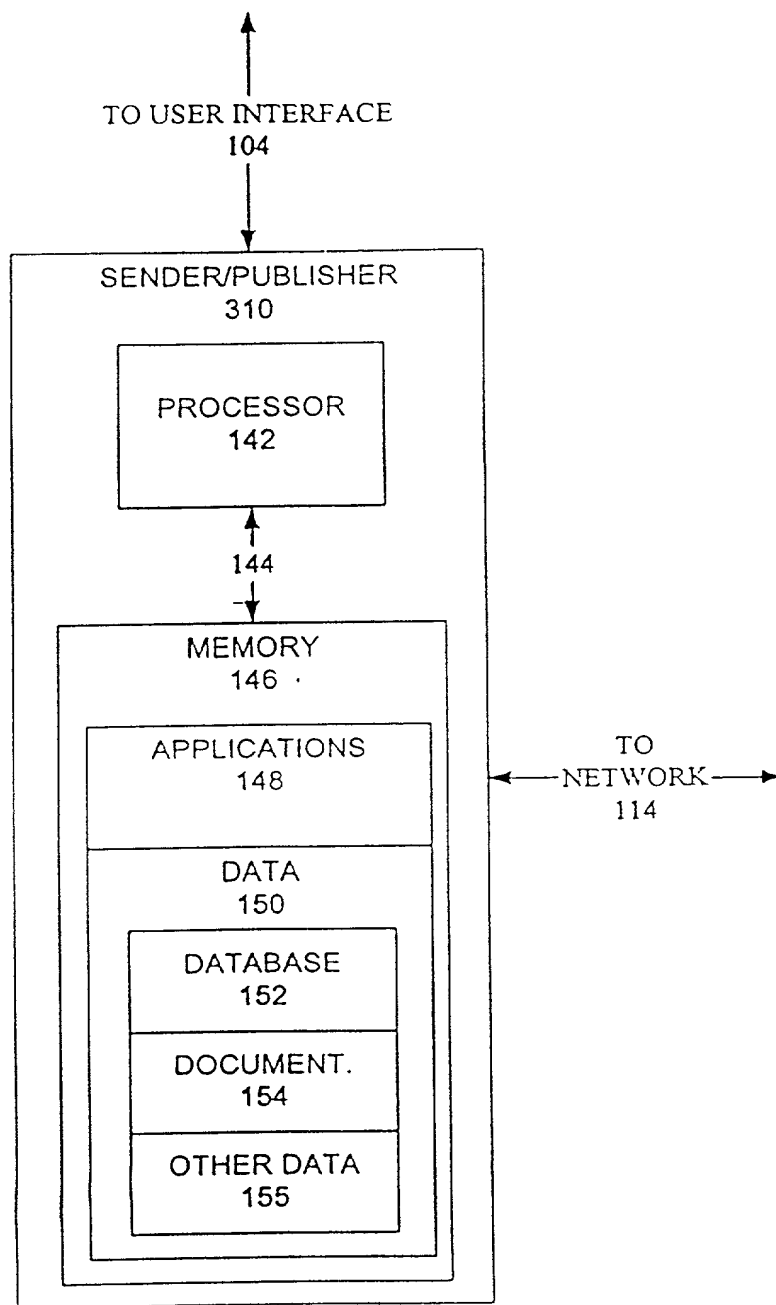 TO USER INTERFACE
104
SENDER/PUBLISHER
310
PROCESSOR
142
144
MEMORY
146
APPLICATIONS
148
TO
NETWORK
114
DATA
150
DATABASE
152
DOCUMENT.
154
OTHER DATA
155